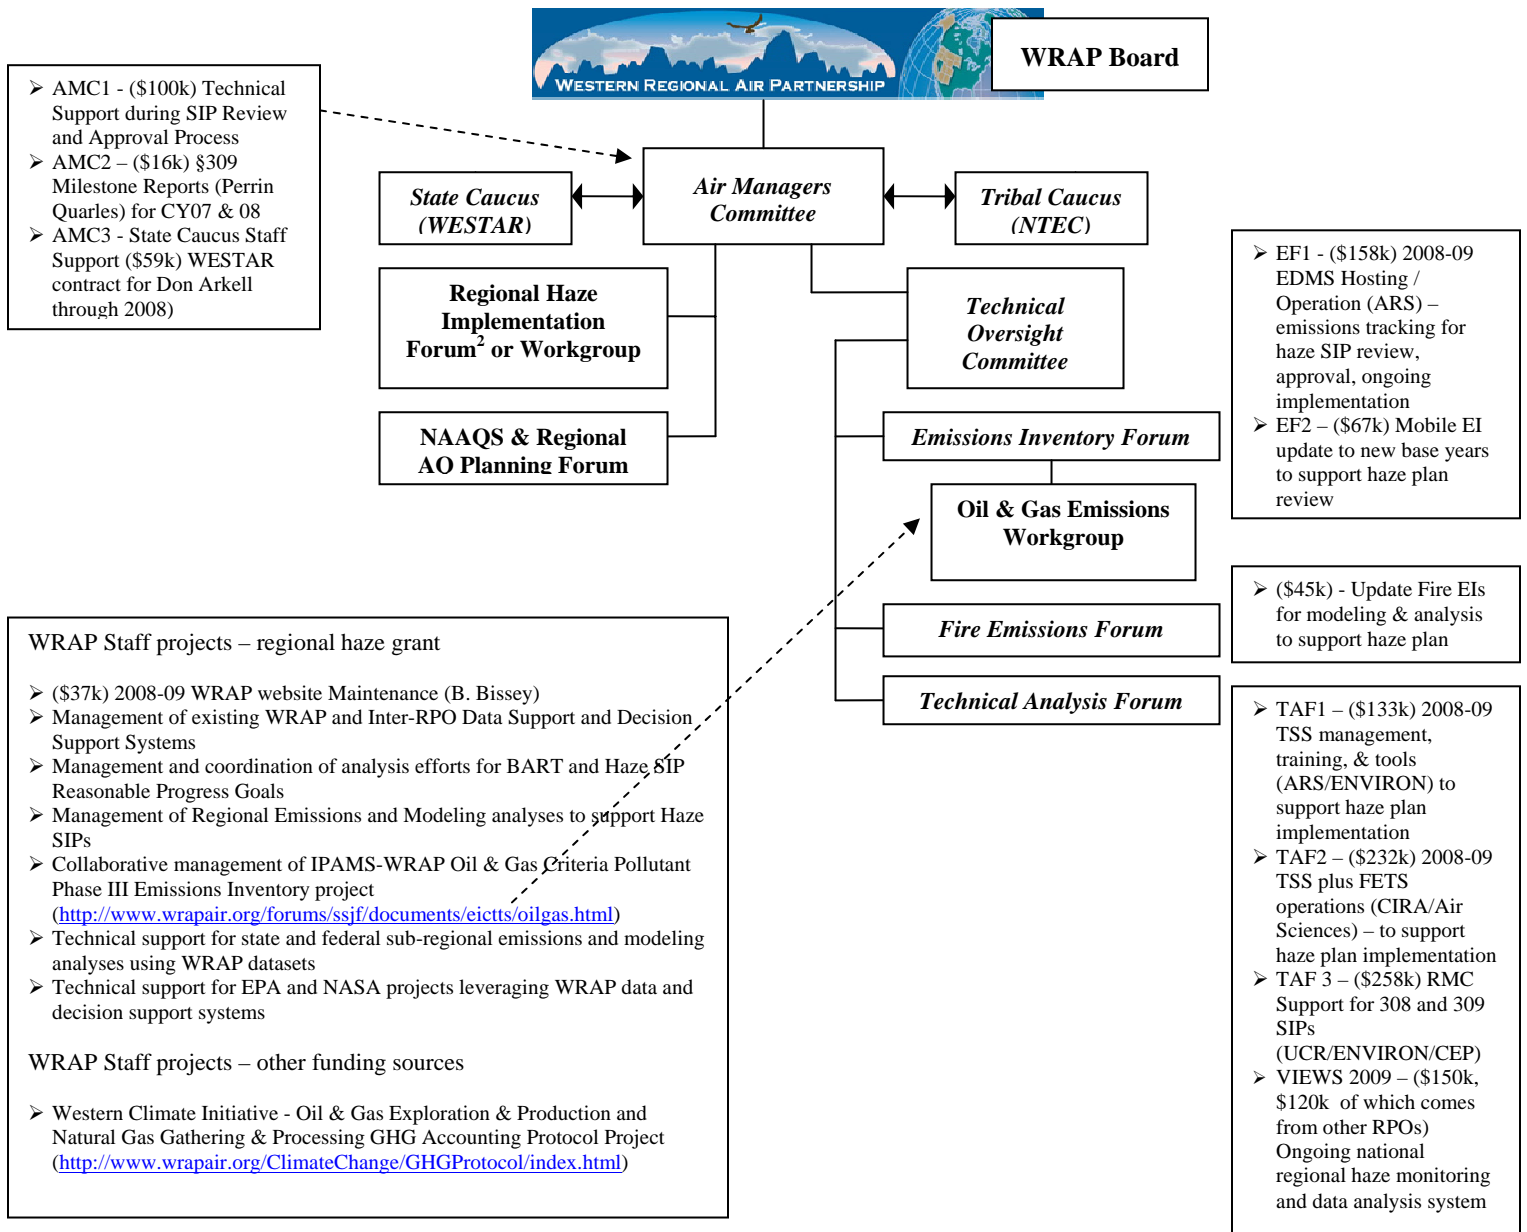 WESTERN REGIONAL AIR PARTNERSHIP
WRAP Board
➢ AMC1 - ($100k) Technical
Support during SIP Review
and Approval Process
➢ AMC2 – ($16k) §309
Milestone Reports (Perrin
Quarles) for CY07 & 08
➢ AMC3 - State Caucus Staff
Support ($59k) WESTAR
contract for Don Arkell
through 2008)
State Caucus
(WESTAR)
Air Managers
Committee
Tribal Caucus
(NTEC)
Regional Haze
Implementation
Forum² or Workgroup
NAAQS & Regional
AQ Planning Forum
Technical
Oversight
Committee
Emissions Inventory Forum
Oil & Gas Emissions
Workgroup
Fire Emissions Forum
Technical Analysis Forum
➢ EF1 - ($158k) 2008-09
EDMS Hosting /
Operation (ARS) –
emissions tracking for
haze SIP review,
approval, ongoing
implementation
➢ EF2 – ($67k) Mobile EI
update to new base years
to support haze plan
review
➢ ($45k) - Update Fire EIs
for modeling & analysis
to support haze plan
➢ TAF1 – ($133k) 2008-09
TSS management,
training, & tools
(ARS/ENVIRON) to
support haze plan
implementation
➢ TAF2 – ($232k) 2008-09
TSS plus FETS
operations (CIRA/Air
Sciences) – to support
haze plan implementation
➢ TAF 3 – ($258k) RMC
Support for 308 and 309
SIPs
(UCR/ENVIRON/CEP)
➢ VIEWS 2009 – ($150k,
$120k of which comes
from other RPOs)
Ongoing national
regional haze monitoring
and data analysis system
WRAP Staff projects – regional haze grant
➢ ($37k) 2008-09 WRAP website Maintenance (B. Bissey)
➢ Management of existing WRAP and Inter-RPO Data Support and Decision
Support Systems
➢ Management and coordination of analysis efforts for BART and Haze SIP
Reasonable Progress Goals
➢ Management of Regional Emissions and Modeling analyses to support Haze
SIPs
➢ Collaborative management of IPAMS-WRAP Oil & Gas Criteria Pollutant
Phase III Emissions Inventory project
(http://www.wrapair.org/forums/ssjf/documents/eictts/oilgas.html)
➢ Technical support for state and federal sub-regional emissions and modeling
analyses using WRAP datasets
➢ Technical support for EPA and NASA projects leveraging WRAP data and
decision support systems
WRAP Staff projects – other funding sources
➢ Western Climate Initiative - Oil & Gas Exploration & Production and
Natural Gas Gathering & Processing GHG Accounting Protocol Project
(http://www.wrapair.org/ClimateChange/GHGProtocol/index.html)